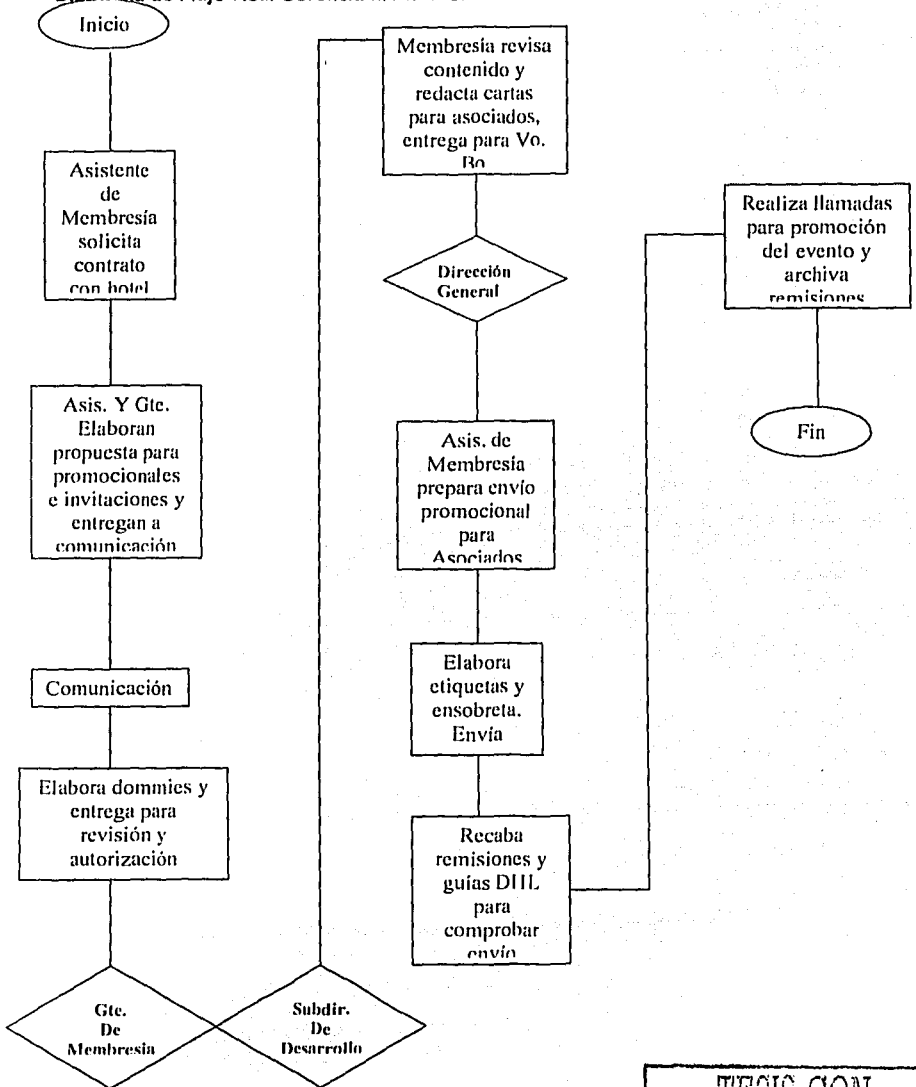 Inicio
Asistente
de
Membresía
solicita
contrato
con hotel
Asis. Y Gte.
Elaboran
propuesta para
promocionales
e invitaciones y
entregan a
comunicación
Comunicación
Elabora dommies y
entrega para
revisión y
autorización
Gte.
De
Membresia
Subdir.
De
Desarrollo
Membresía revisa
contenido y
redacta cartas
para asociados,
entrega para Vo.
Bo
Dirección
General
Asis. de
Membresía
prepara envío
promocional
para
Asociados
Elabora
etiquetas y
ensobreta.
Envía
Recaba
remisiones y
guías DHL
para
comprobar
envío
Realiza llamadas
para promoción
del evento y
archiva
remisiones
Fin
TESIS CON